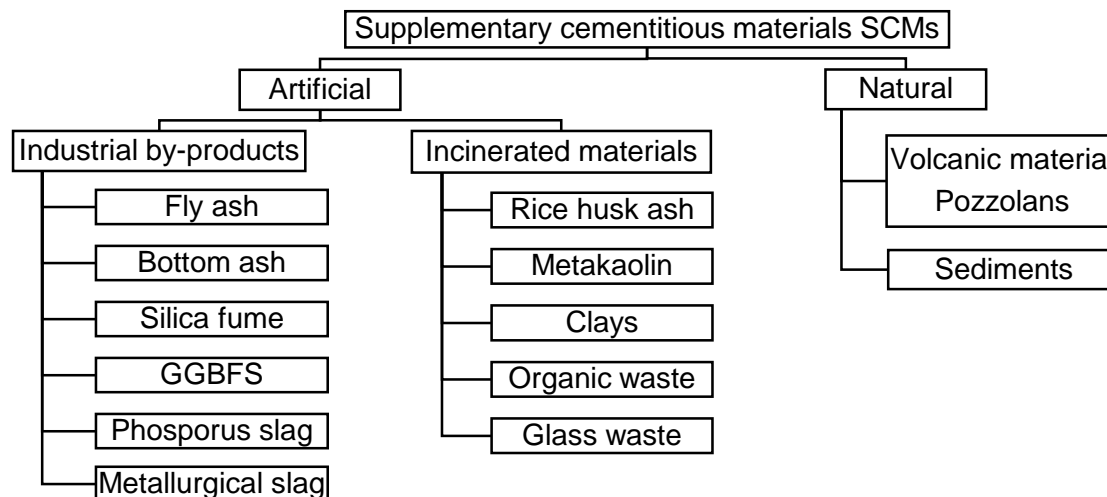 Supplementary cementitious materials SCMs
Artificial
Natural
Industrial by-products
Incinerated materials
Volcanic materia
Pozzolans
Fly ash
Rice husk ash
Bottom ash
Metakaolin
Sediments
Silica fume
Clays
GGBFS
Organic waste
Phosporus slag
Glass waste
Metallurgical slag